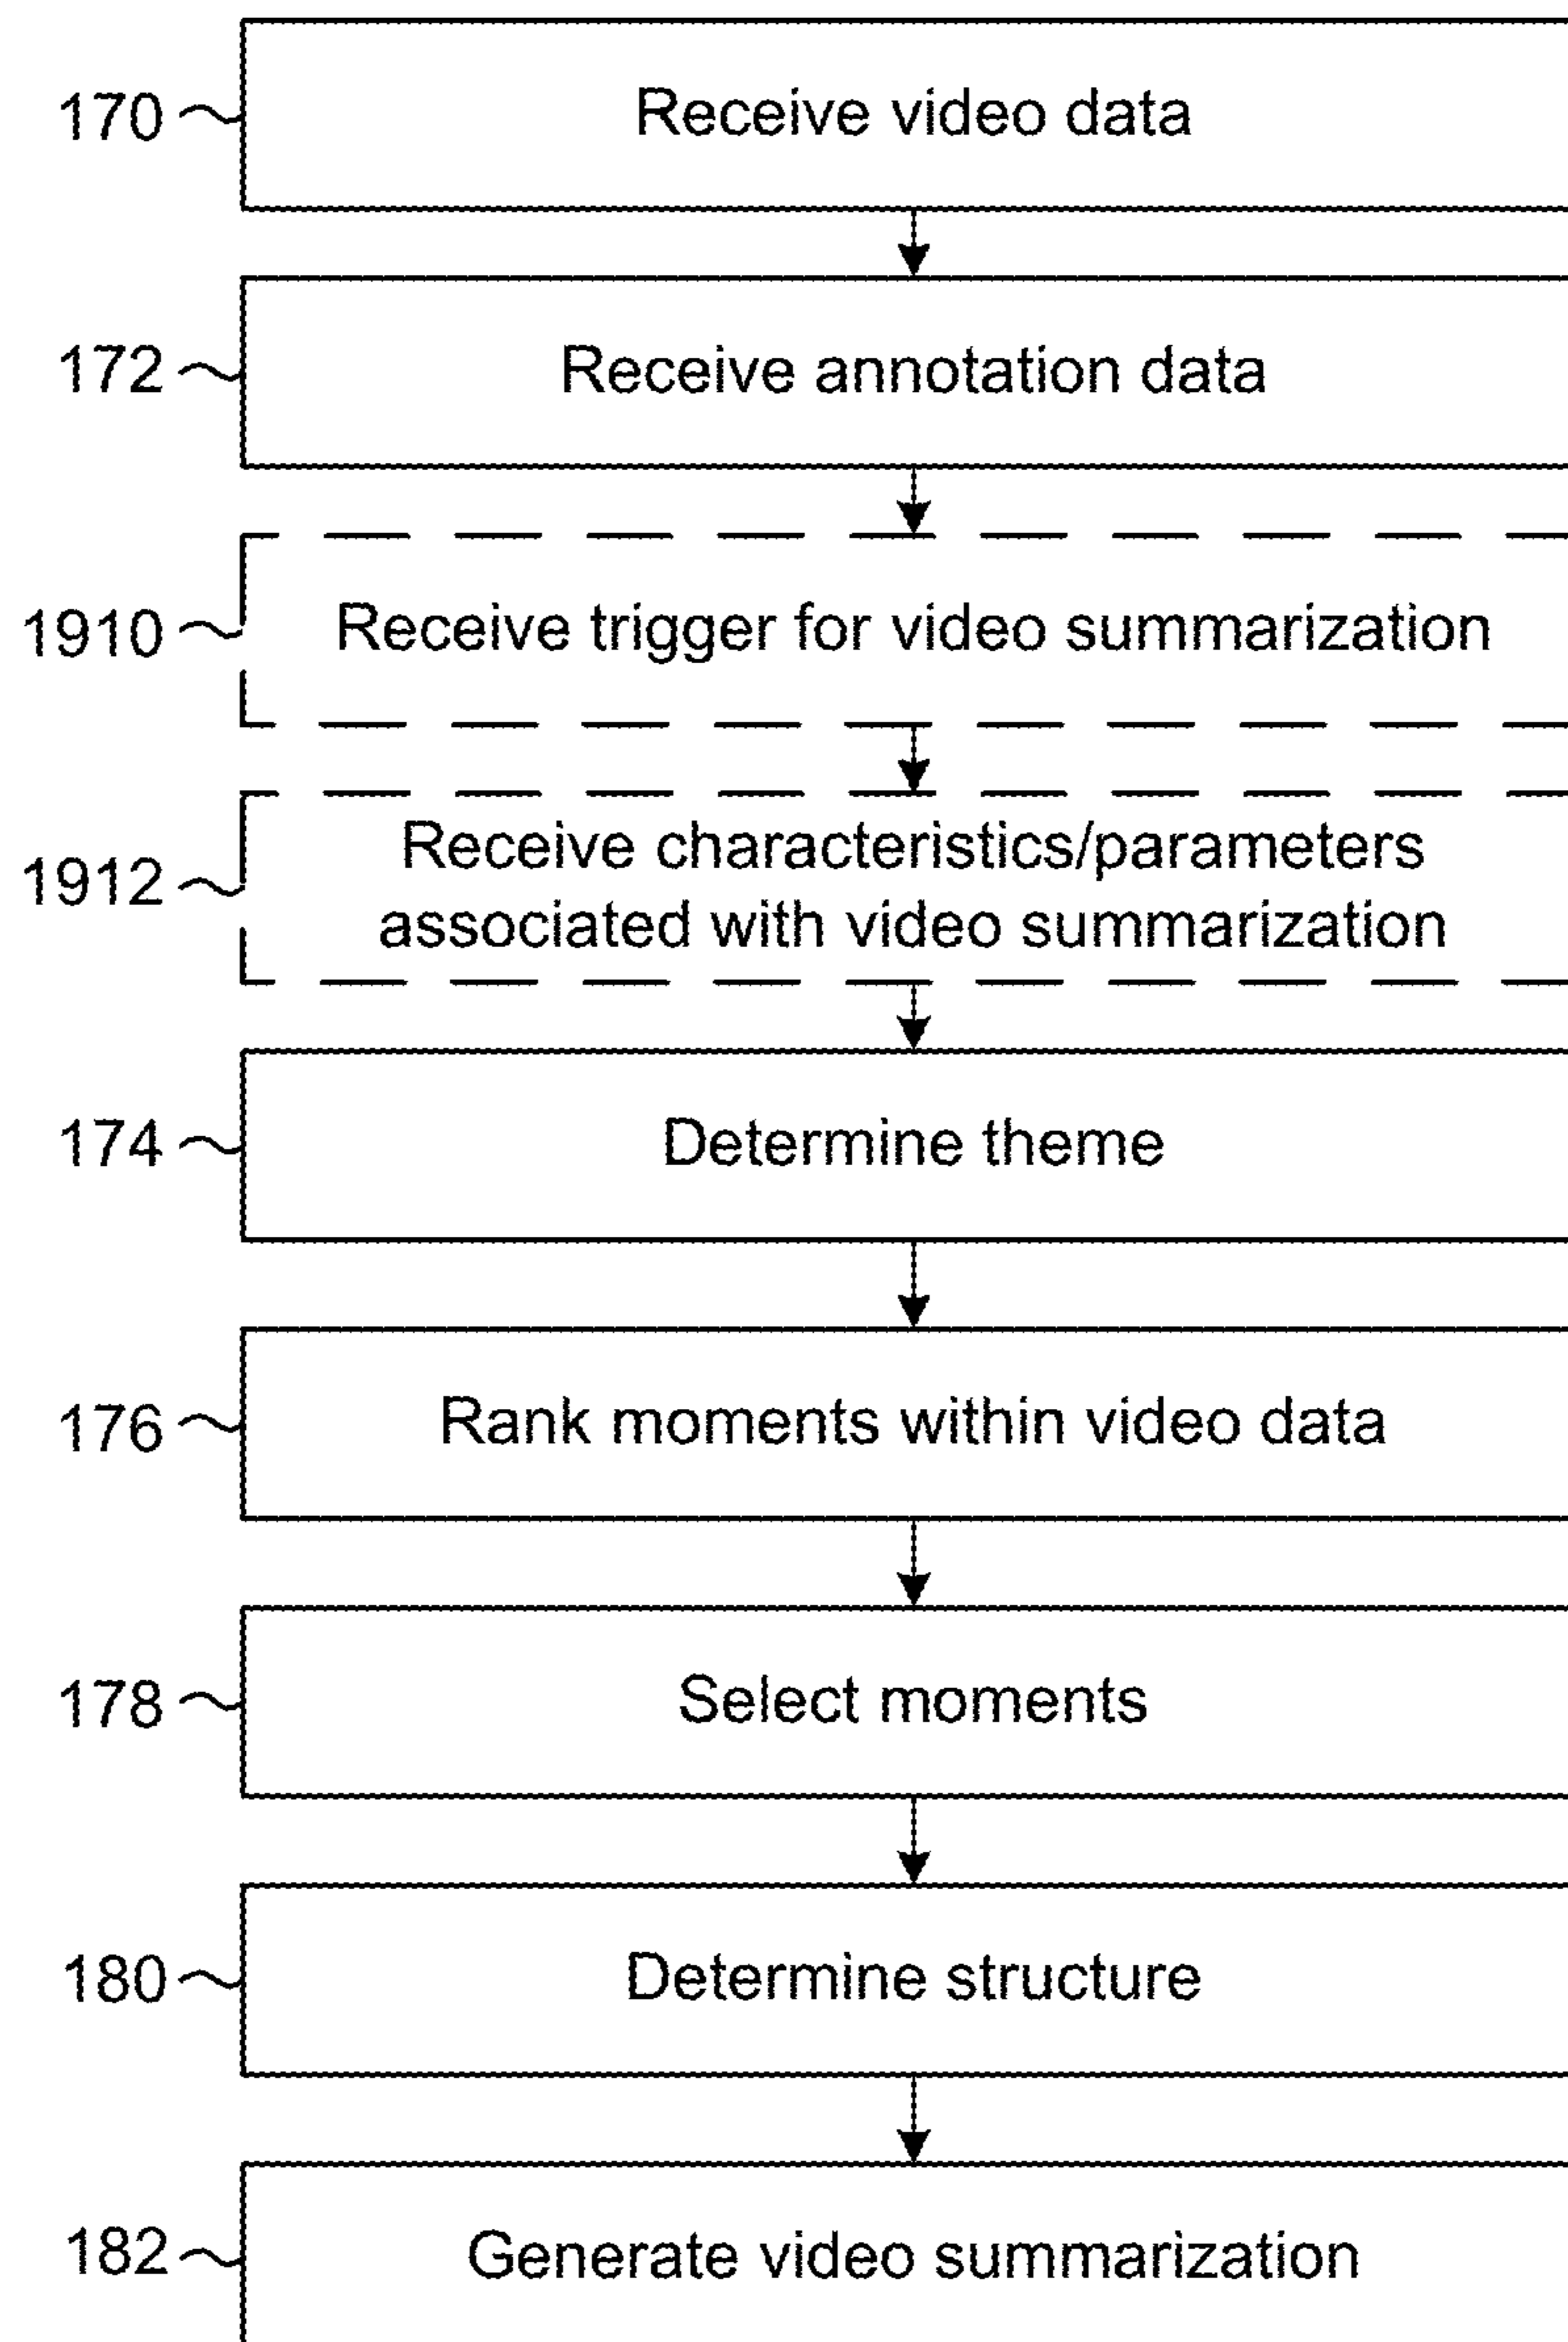 170
Receive video data
172
Receive annotation data
1910
Receive trigger for video summarization
1912
Receive characteristics/parameters
associated with video summarization
174
Determine theme
176
Rank moments within video data
178
Select moments
180
Determine structure
182
Generate video summarization